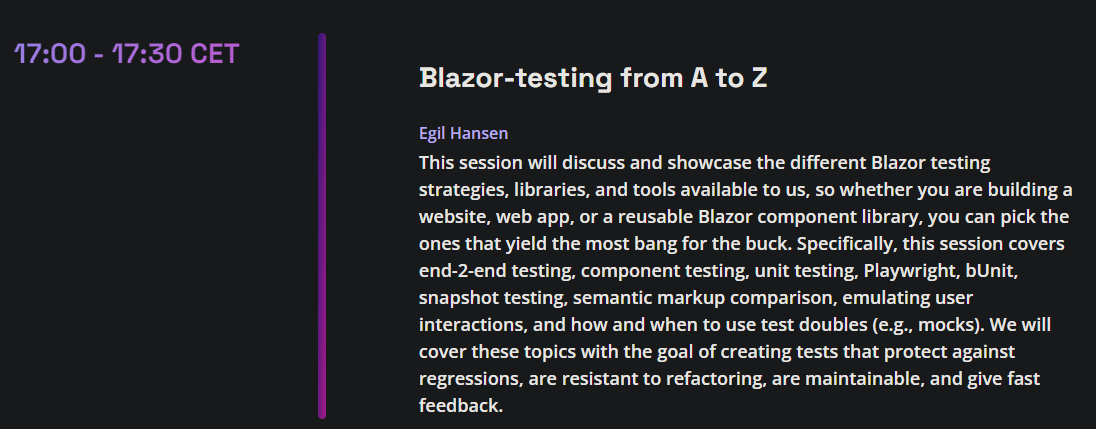 17:00 - 17:30 CET
Blazor-testing from A to Z
Egil Hansen
This session will discuss and showcase the different Blazor testing
strategies, libraries, and tools available to us, so whether you are building a
website, web app, or a reusable Blazor component library, you can pick the
ones that yield the most bang for the buck. Specifically, this session covers
end-2-end testing, component testing, unit testing, Playwright, bUnit,
snapshot testing, semantic markup comparison, emulating user
interactions, and how and when to use test doubles (e.g., mocks). We will
cover these topics with the goal of creating tests that protect against
regressions, are resistant to refactoring, are maintainable, and give fast
feedback.